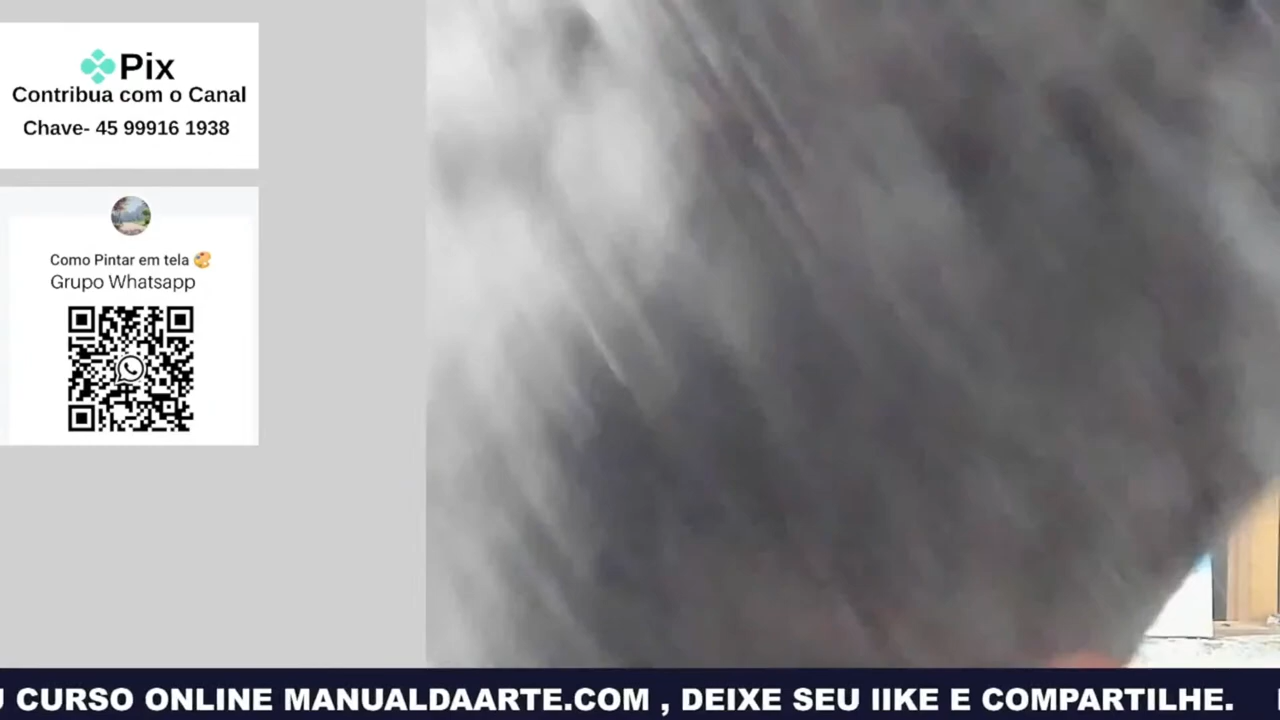 Pix
Contribua com o Canal
Chave- 45 99916 1938
Como Pintar em tela 🎨
Grupo Whatsapp
CURSO ONLINE MANUALDAARTE.COM , DEIXE SEU lIKE E COMPARTILHE.